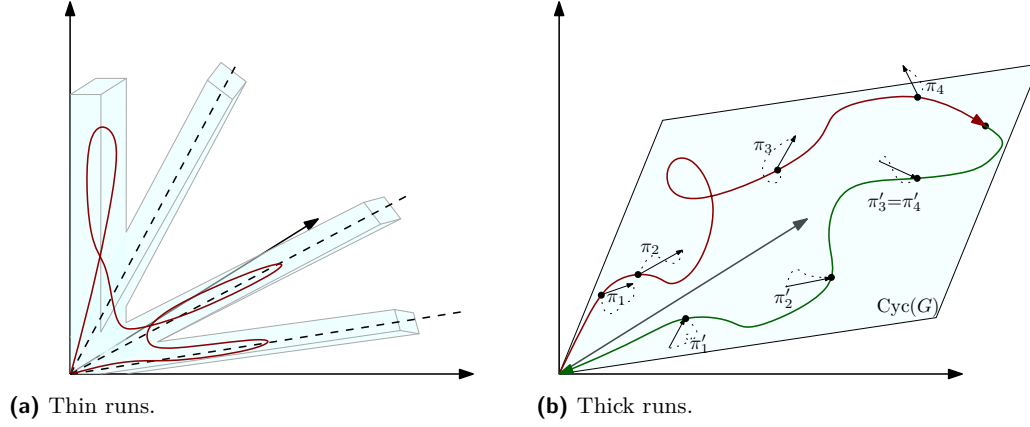 π₄
π₃
π′₃=π′₄
π₂
π₁
π′₂
Cyc(G)
π′₁
(a) Thin runs.
(b) Thick runs.